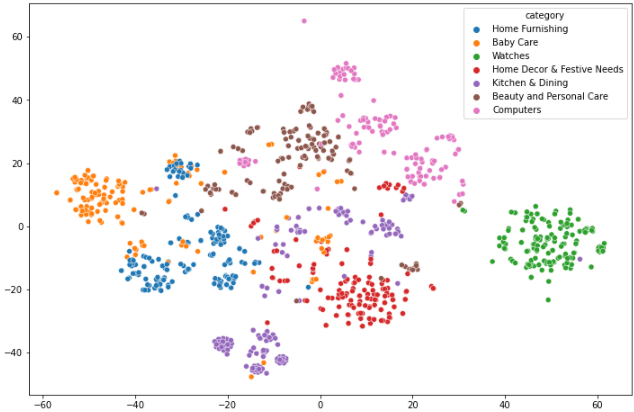 category
Home Furnishing
Baby Care
Watches
Home Decor & Festive Needs
Kitchen & Dining
Beauty and Personal Care
Computers
60
40
20
0
−20
−40
−60 −40 −20 0 20 40 60